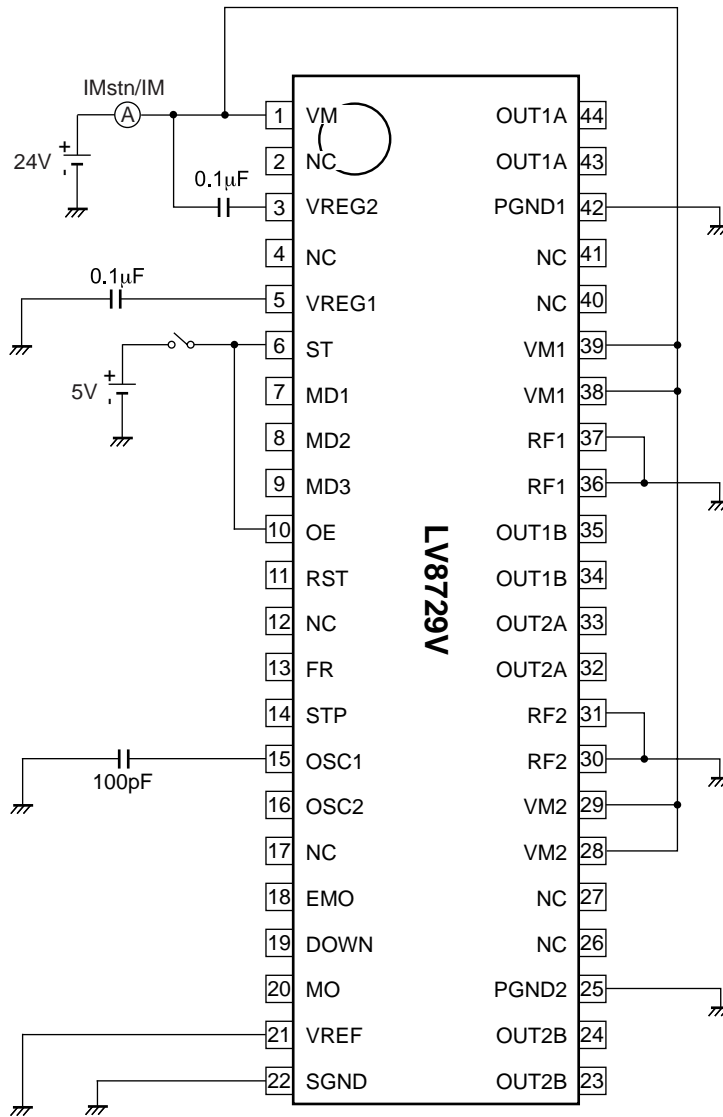 IMstn/IM
A
24V
+
-
0.1µF
0.1µF
5V
+
-
100pF
LV8729V
1 VM
2 NC
3 VREG2
4 NC
5 VREG1
6 ST
7 MD1
8 MD2
9 MD3
10 OE
11 RST
12 NC
13 FR
14 STP
15 OSC1
16 OSC2
17 NC
18 EMO
19 DOWN
20 MO
21 VREF
22 SGND
OUT1A 44
OUT1A 43
PGND1 42
NC 41
NC 40
VM1 39
VM1 38
RF1 37
RF1 36
OUT1B 35
OUT1B 34
OUT2A 33
OUT2A 32
RF2 31
RF2 30
VM2 29
VM2 28
NC 27
NC 26
PGND2 25
OUT2B 24
OUT2B 23